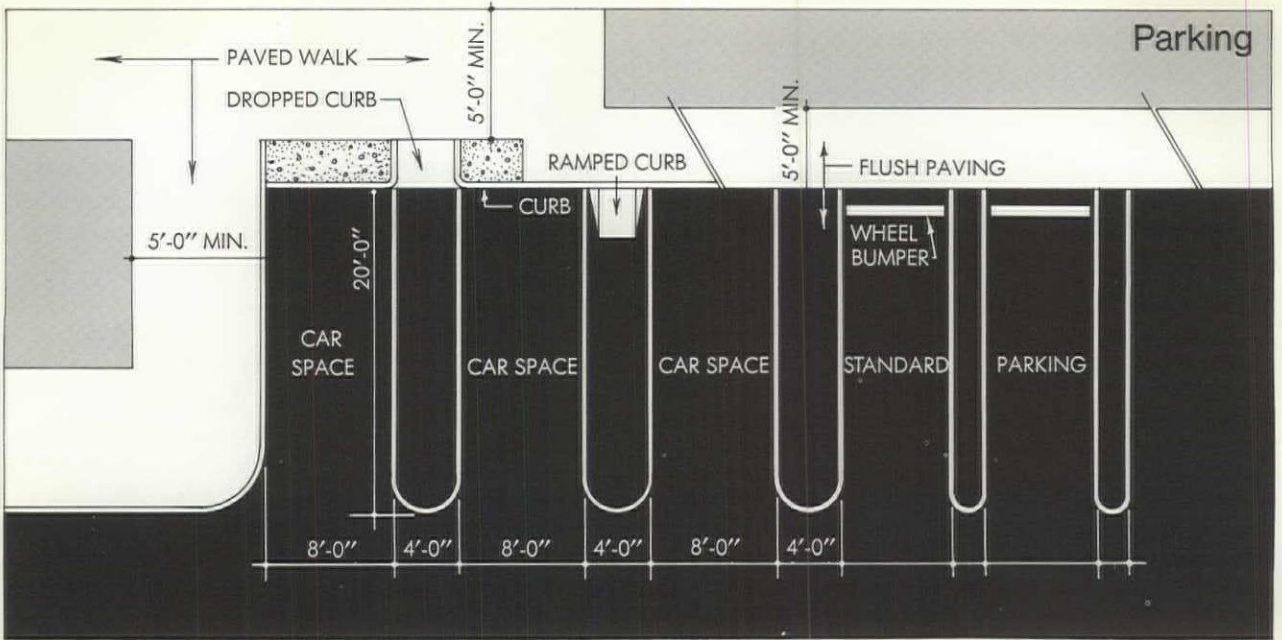 Parking
PAVED WALK
DROPPED CURB
5′-0″ MIN.
5′-0″ MIN.
RAMPED CURB
FLUSH PAVING
CURB
5′-0″ MIN.
20′-0″
WHEEL
BUMPER
CAR
SPACE
CAR SPACE
CAR SPACE
STANDARD
PARKING
8′-0″
4′-0″
8′-0″
4′-0″
8′-0″
4′-0″